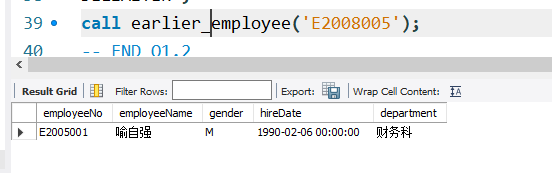 39 call earlier_employee('E2008005');
40 -- END Q1.2
Result Grid Filter Rows: Export: Wrap Cell Content: IA
employeeNo employeeName gender hireDate department
E2005001 喻自强 M 1990-02-06 00:00:00 财务科